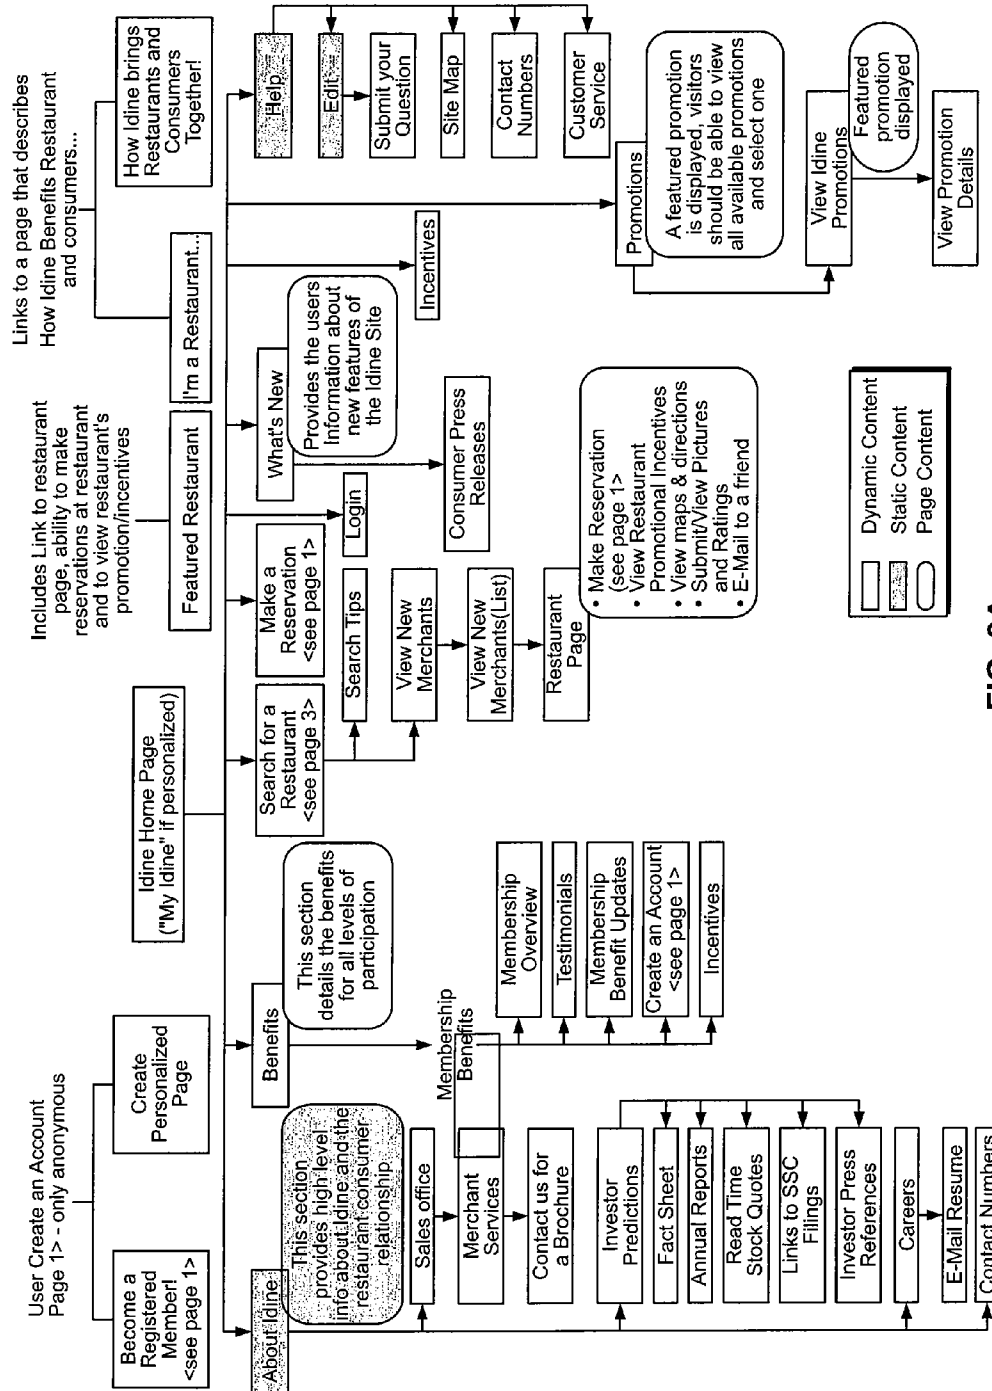 User Create an Account
Page 1> - only anonymous
Become a
Registered
Member!
<see page 1>
Create
Personalized
Page
Idine Home Page
("My Idine" if personalized)
Includes Link to restaurant
page, ability to make
reservations at restaurant
and to view restaurant's
promotion/incentives
Featured Restaurant
Links to a page that describes
How Idine Benefits Restaurant
and consumers...
I'm a Restaurant...
How Idine brings
Restaurants and
Consumers
Together!
About Idine
This section
provides high level
info about Idine and the
restaurant-consumer
relationship
Sales office
Merchant
Services
Contact us for
a Brochure
Investor
Predictions
Fact Sheet
Annual Reports
Read Time
Stock Quotes
Links to SSC
Filings
Investor Press
References
Careers
E-Mail Resume
Contact Numbers
Benefits
This section
details the benefits
for all levels of
participation
Membership
Benefits
Membership
Overview
Testimonials
Membership
Benefit Updates
Create an Account
<see page 1>
Incentives
Search for a
Restaurant
<see page 3>
Search Tips
View New
Merchants
View New
Merchants(List)
Restaurant
Page
• Make Reservation
(see page 1>
• View Restaurant
Promotional Incentives
• View maps & directions
• Submit/View Pictures
and Ratings
• E-Mail to a friend
Make a
Reservation
<see page 1>
Login
What's New
Provides the users
Information about
new features of
the Idine Site
Consumer Press
Releases
Incentives
Promotions
A featured promotion
is displayed, visitors
should be able to view
all available promotions
and select one
View Idine
Promotions
Featured
promotion
displayed
View Promotion
Details
Help
Edit
Submit your
Question
Site Map
Contact
Numbers
Customer
Service
Dynamic Content
Static Content
Page Content
FIG.